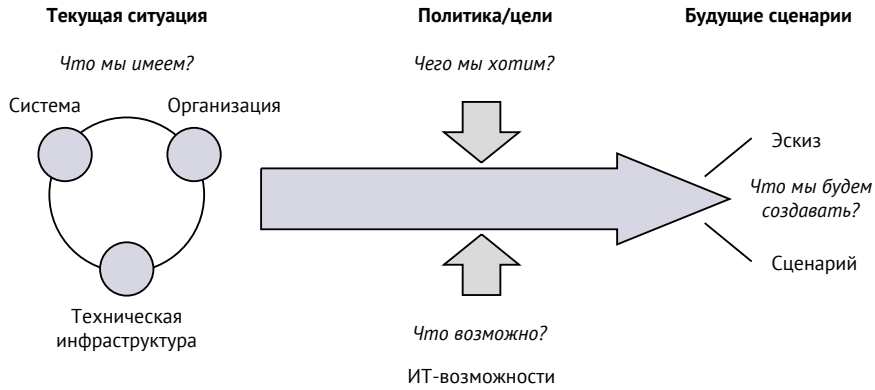 Текущая ситуация
Политика/цели
Будущие сценарии
Что мы имеем?
Чего мы хотим?
Система
Организация
Эскиз
Что мы будем
создавать?
Сценарий
Техническая
инфраструктура
Что возможно?
ИТ-возможности